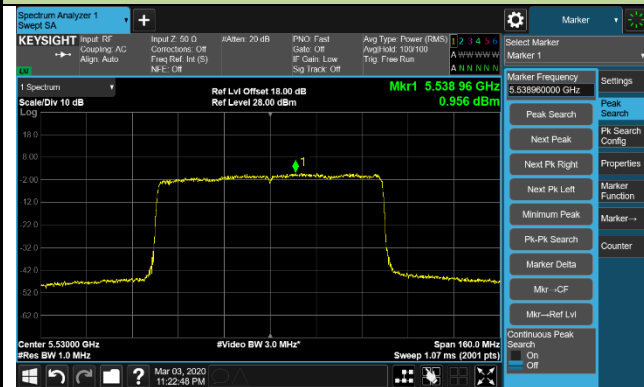 Spectrum Analyzer 1
Swept SA
+
Marker
KEYSIGHT
Input: RF
Coupling: AC
Align: Auto
Input Z: 50 Ω
Corrections: Off
Freq Ref: Int (S)
NFE: Off
#Atten: 20 dB
PNO: Fast
Gate: Off
IF Gain: Low
Sig Track: Off
Avg Type: Power (RMS)
Avg|Hold: 100/100
Trig: Free Run
1 2 3 4 5 6
A W W W W W
A N N N N N
LXI
Select Marker
Marker 1
1 Spectrum
Scale/Div 10 dB
Log
Ref Lvl Offset 18.00 dB
Ref Level 28.00 dBm
Mkr1 5.538 96 GHz
0.956 dBm
18.0
8.00
-2.00
-12.0
-22.0
-32.0
-42.0
-52.0
-62.0
1
Center 5.53000 GHz
#Res BW 1.0 MHz
#Video BW 3.0 MHz*
Span 160.0 MHz
Sweep 1.07 ms (2001 pts)
Marker Frequency
5.538960000 GHz
Peak Search
Next Peak
Next Pk Right
Next Pk Left
Minimum Peak
Pk-Pk Search
Marker Delta
Mkr→CF
Mkr→Ref Lvl
Continuous Peak
Search
On
Off
Settings
Peak
Search
Pk Search
Config
Properties
Marker
Function
Marker→
Counter
?
Mar 03, 2020
11:22:48 PM